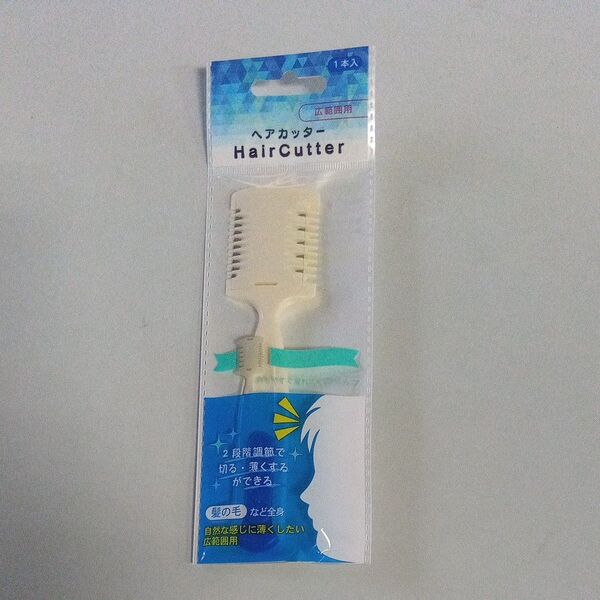 1本入
広範囲用
ヘアカッター
HairCutter
2段階調節で
切る・薄くする
ができる
髪の毛 など全身
自然な感じに薄くしたい
広範囲用